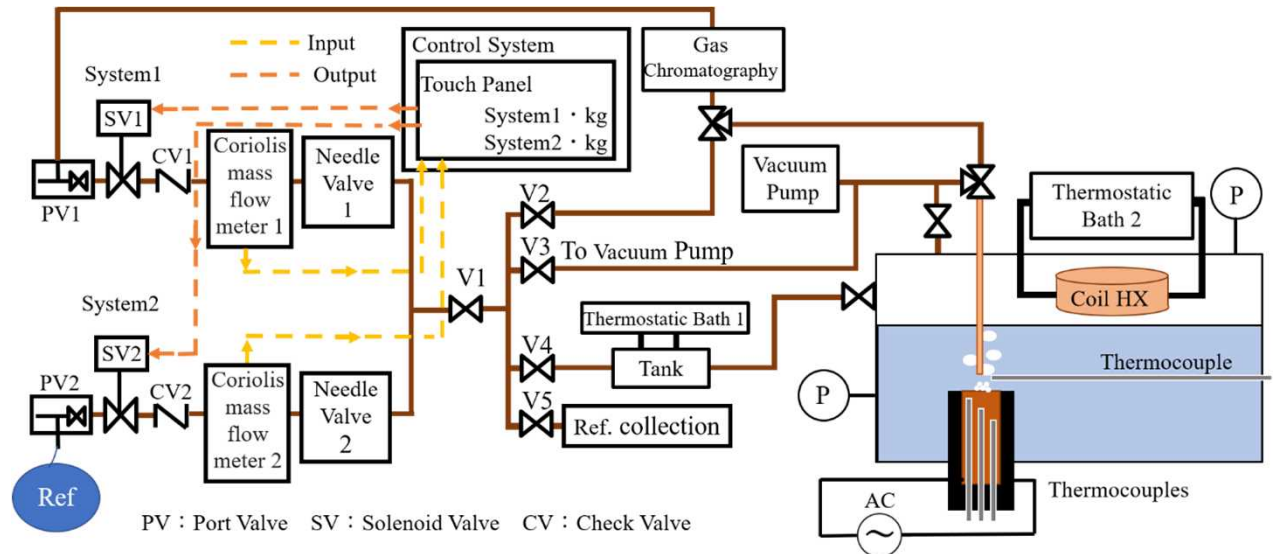 Input
Output
Control System
Touch Panel
System1・kg
System2・kg
Gas
Chromatography
System1
SV1
CV1
PV1
Coriolis
mass
flow
meter 1
Needle
Valve
1
Vacuum
Pump
Thermostatic
Bath 2
P
Coil HX
V2
V3
To Vacuum Pump
V1
System2
SV2
PV2
CV2
Coriolis
mass
flow
meter 2
Needle
Valve
2
Thermostatic Bath 1
V4
Tank
V5
Ref. collection
Thermocouple
P
Thermocouples
AC
Ref
PV：Port Valve SV：Solenoid Valve CV：Check Valve